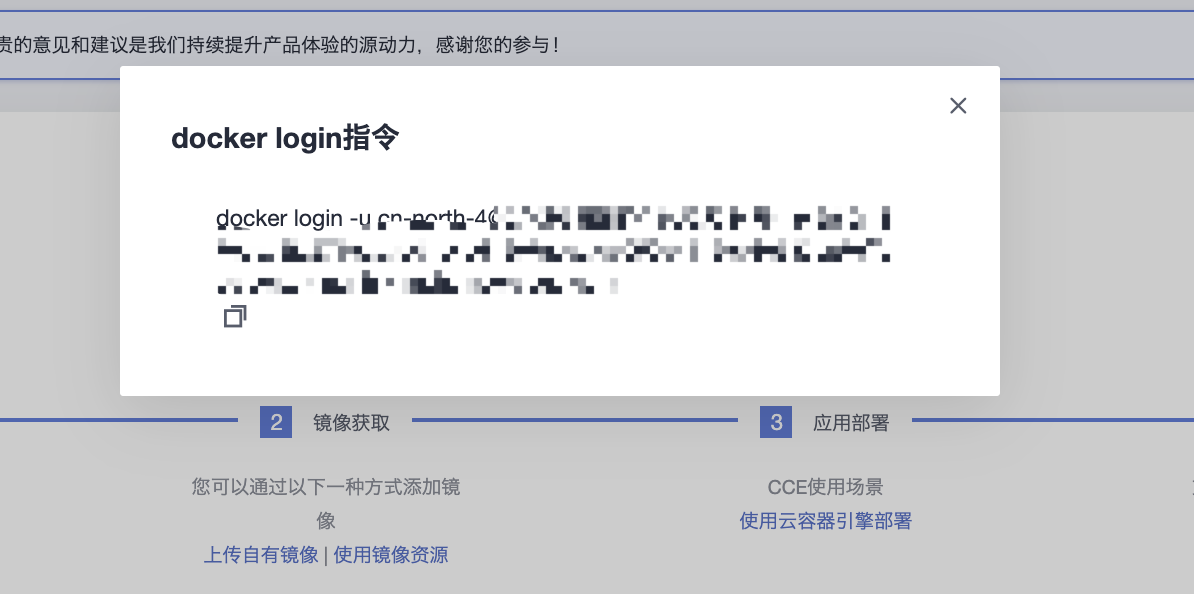 贵的意见和建议是我们持续提升产品体验的源动力，感谢您的参与！
docker login指令
docker login -u cn-north-4@
2 镜像获取
3 应用部署
您可以通过以下一种方式添加镜
像
上传自有镜像 | 使用镜像资源
CCE使用场景
使用云容器引擎部署